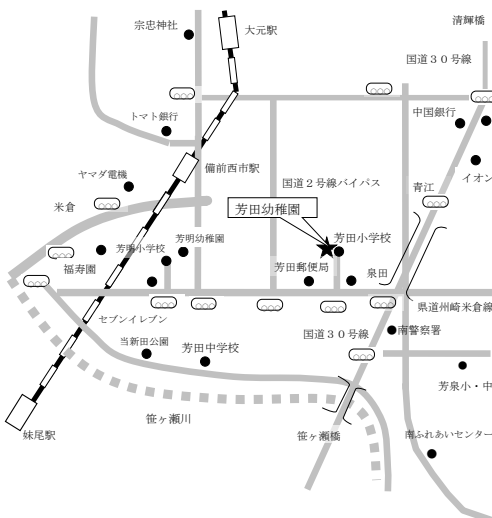 清輝橋
宗忠神社
大元駅
国道３０号線
トマト銀行
中国銀行
備前西市駅
イオン
ヤマダ電機
国道２号線バイパス
青江
米倉
芳田幼稚園
芳田小学校
芳明幼稚園
芳明小学校
福寿園
芳田郵便局
泉田
県道州崎米倉線
セブンイレブン
国道３０号線
南警察署
当新田公園
芳田中学校
芳泉小・中
笹ヶ瀬川
笹ヶ瀬橋
妹尾駅
南ふれあいセンター